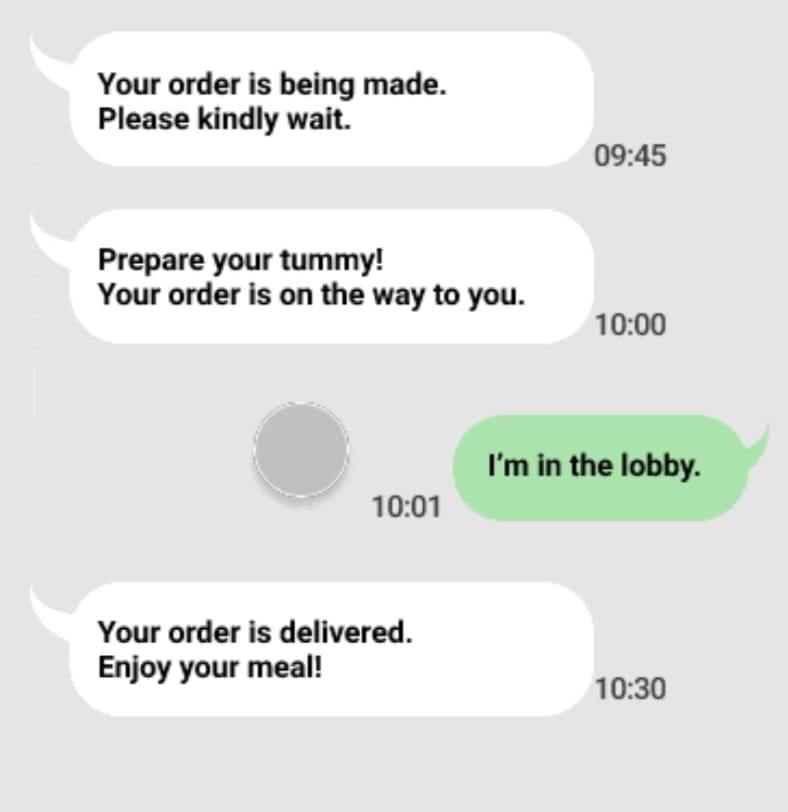 Your order is being made.
Please kindly wait.
09:45
Prepare your tummy!
Your order is on the way to you.
10:00
I'm in the lobby.
10:01
Your order is delivered.
Enjoy your meal!
10:30